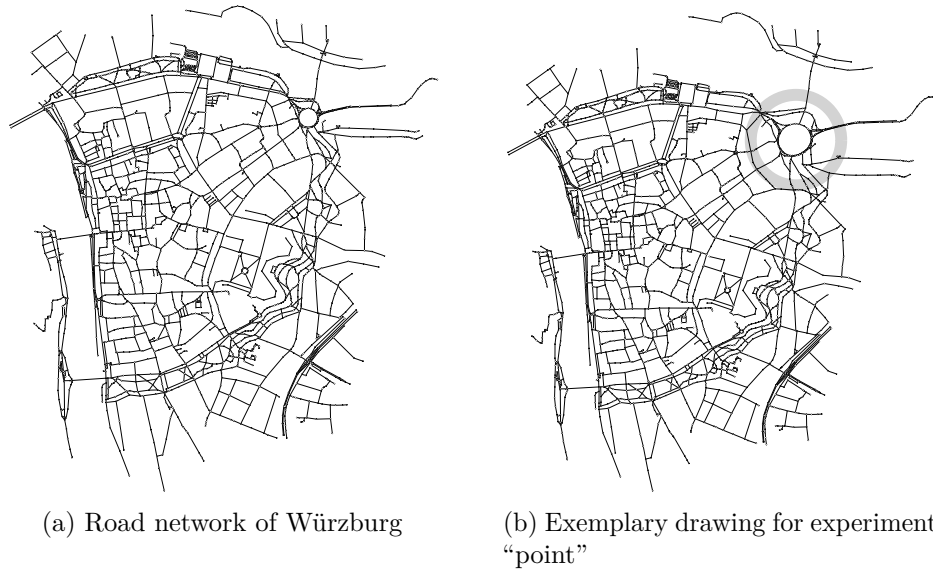 (a) Road network of Würzburg
(b) Exemplary drawing for experiment
“point”